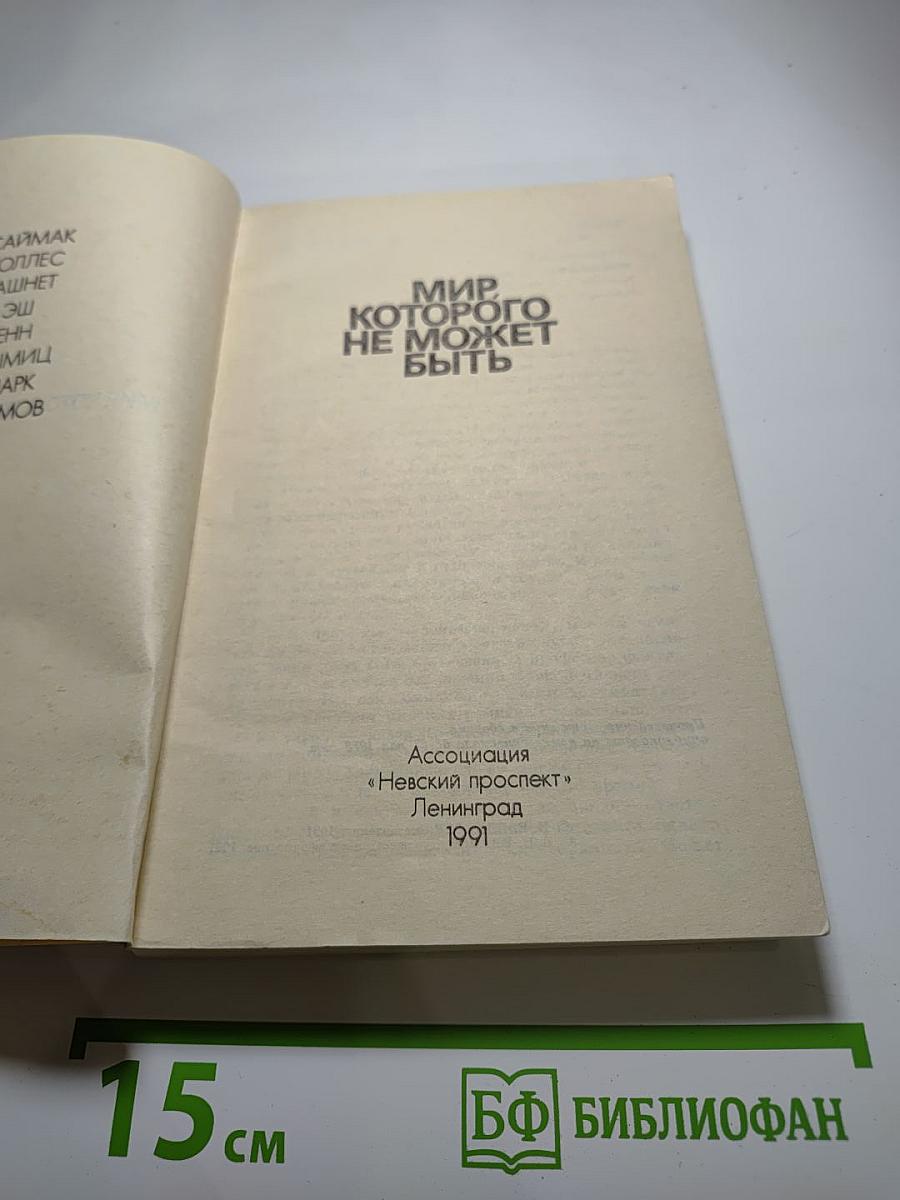 САЙМАК
ОЛЛЕС
АШНЕТ
ЭШ
ЕНН
МИЦ
АРК
МОВ
МИР,
КОТОРОГО
НЕ МОЖЕТ
БЫТЬ
Ассоциация
«Невский проспект»
Ленинград
1991
15 см
БФ БИБЛИОФАН